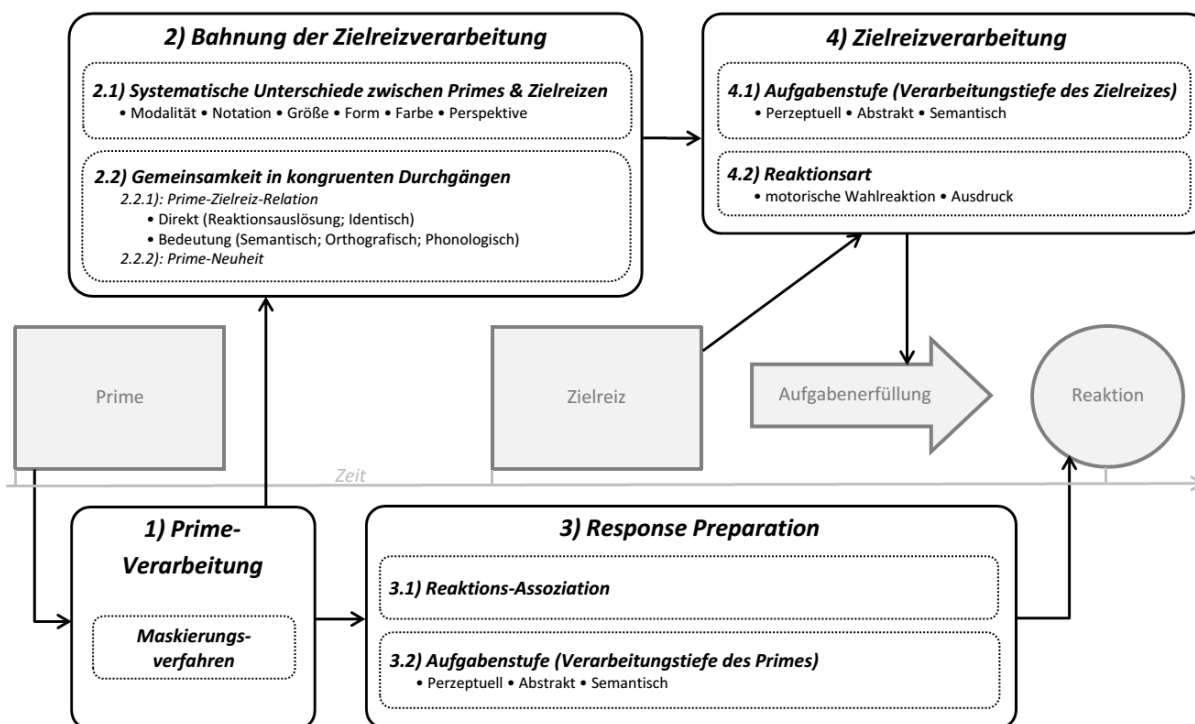 2) Bahnung der Zielreizverarbeitung
2.1) Systematische Unterschiede zwischen Primes & Zielreizen
• Modalität • Notation • Größe • Form • Farbe • Perspektive
2.2) Gemeinsamkeit in kongruenten Durchgängen
2.2.1): Prime-Zielreiz-Relation
• Direkt (Reaktionsauslösung; Identisch)
• Bedeutung (Semantisch; Orthografisch; Phonologisch)
2.2.2): Prime-Neuheit
4) Zielreizverarbeitung
4.1) Aufgabenstufe (Verarbeitungstiefe des Zielreizes)
• Perzeptuell • Abstrakt • Semantisch
4.2) Reaktionsart
• motorische Wahlreaktion • Ausdruck
Prime
Zielreiz
Aufgabenerfüllung
Reaktion
Zeit
1) Prime-
Verarbeitung
Maskierungs-
verfahren
3) Response Preparation
3.1) Reaktions-Assoziation
3.2) Aufgabenstufe (Verarbeitungstiefe des Primes)
• Perzeptuell • Abstrakt • Semantisch